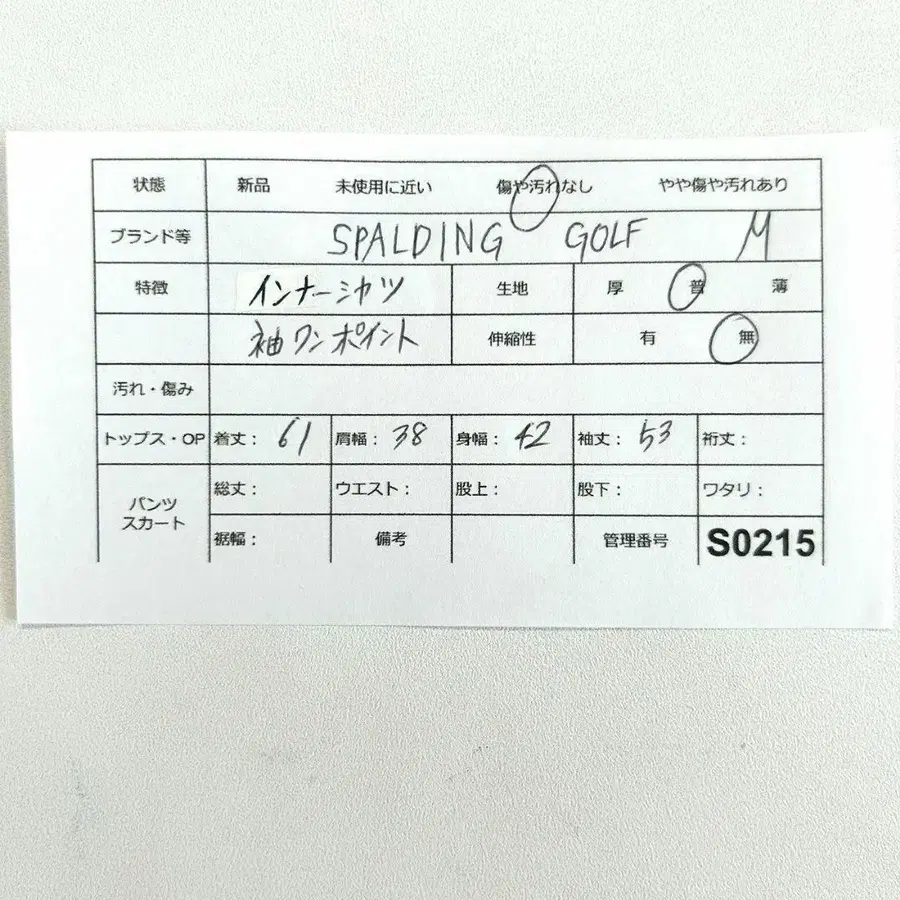 状態 新品 未使用に近い 傷や汚れなし やや傷や汚れあり
ブランド等 SPALDING GOLF M
特徴 インナーシャツ 生地 厚 普 薄
袖ワンポイント 伸縮性 有 無
汚れ・傷み
トップス・OP 着丈： 61 肩幅： 38 身幅： 42 袖丈： 53 裄丈：
パンツ スカート 総丈： ウエスト： 股上： 股下： ワタリ：
裾幅： 備考 管理番号 S0215